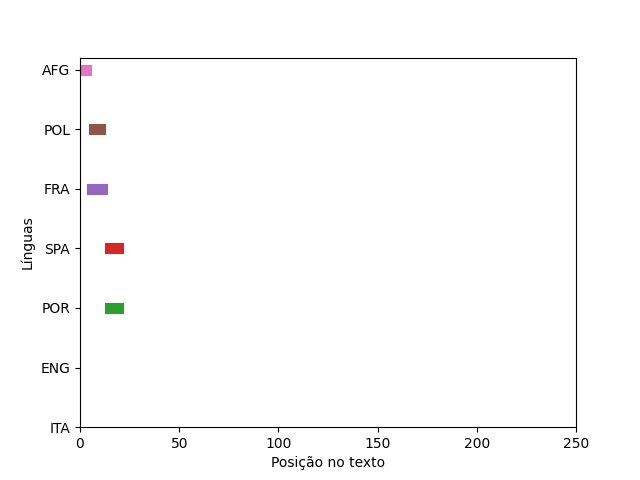 AFG
POL
FRA
SPA
POR
ENG
ITA
Línguas
0 50 100 150 200 250
Posição no texto